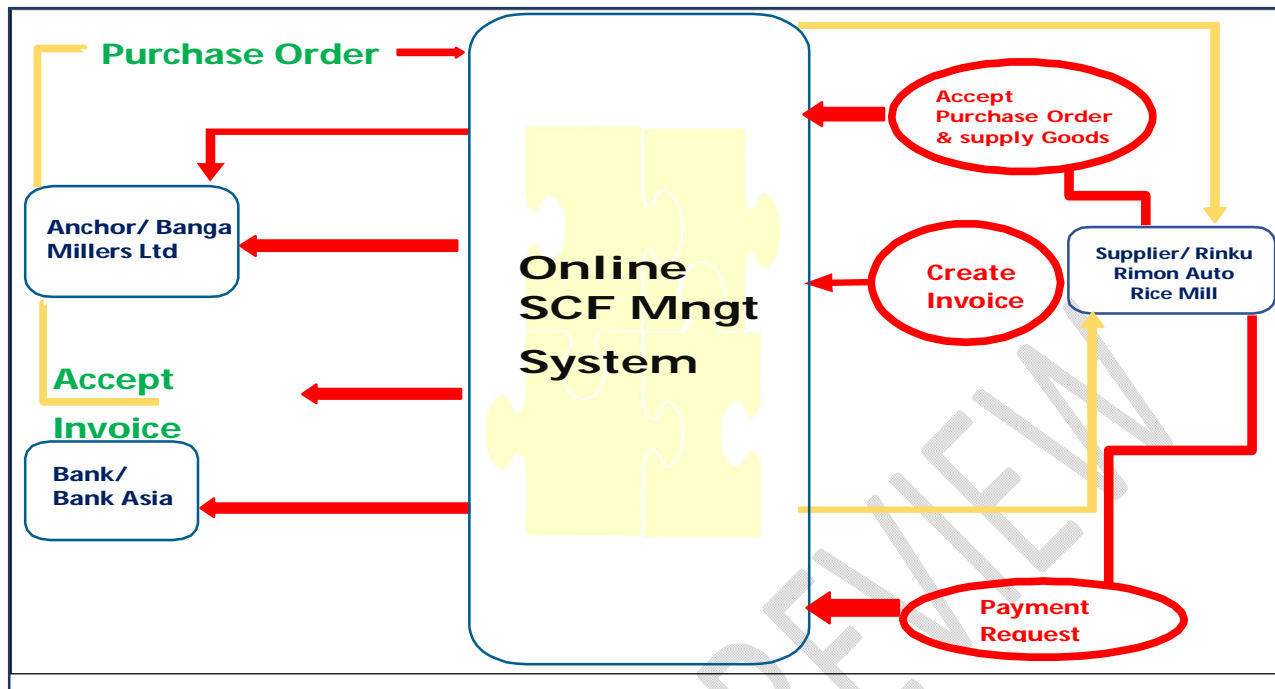 Purchase Order
Accept
Purchase Order
& supply Goods
Anchor/ Banga
Millers Ltd
Online
SCF Mngt
System
Create
Invoice
Supplier/ Rinku
Rimon Auto
Rice Mill
Accept
Invoice
Bank/
Bank Asia
Payment
Request